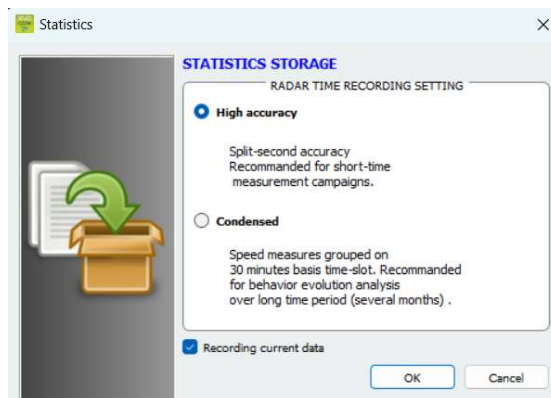 Statistics
STATISTICS STORAGE
RADAR TIME RECORDING SETTING
High accuracy
Split-second accuracy
Recommanded for short-time
measurement campaigns.
Condensed
Speed measures grouped on
30 minutes basis time-slot. Recommanded
for behavior evolution analysis
over long time period (several months) .
Recording current data
OK Cancel